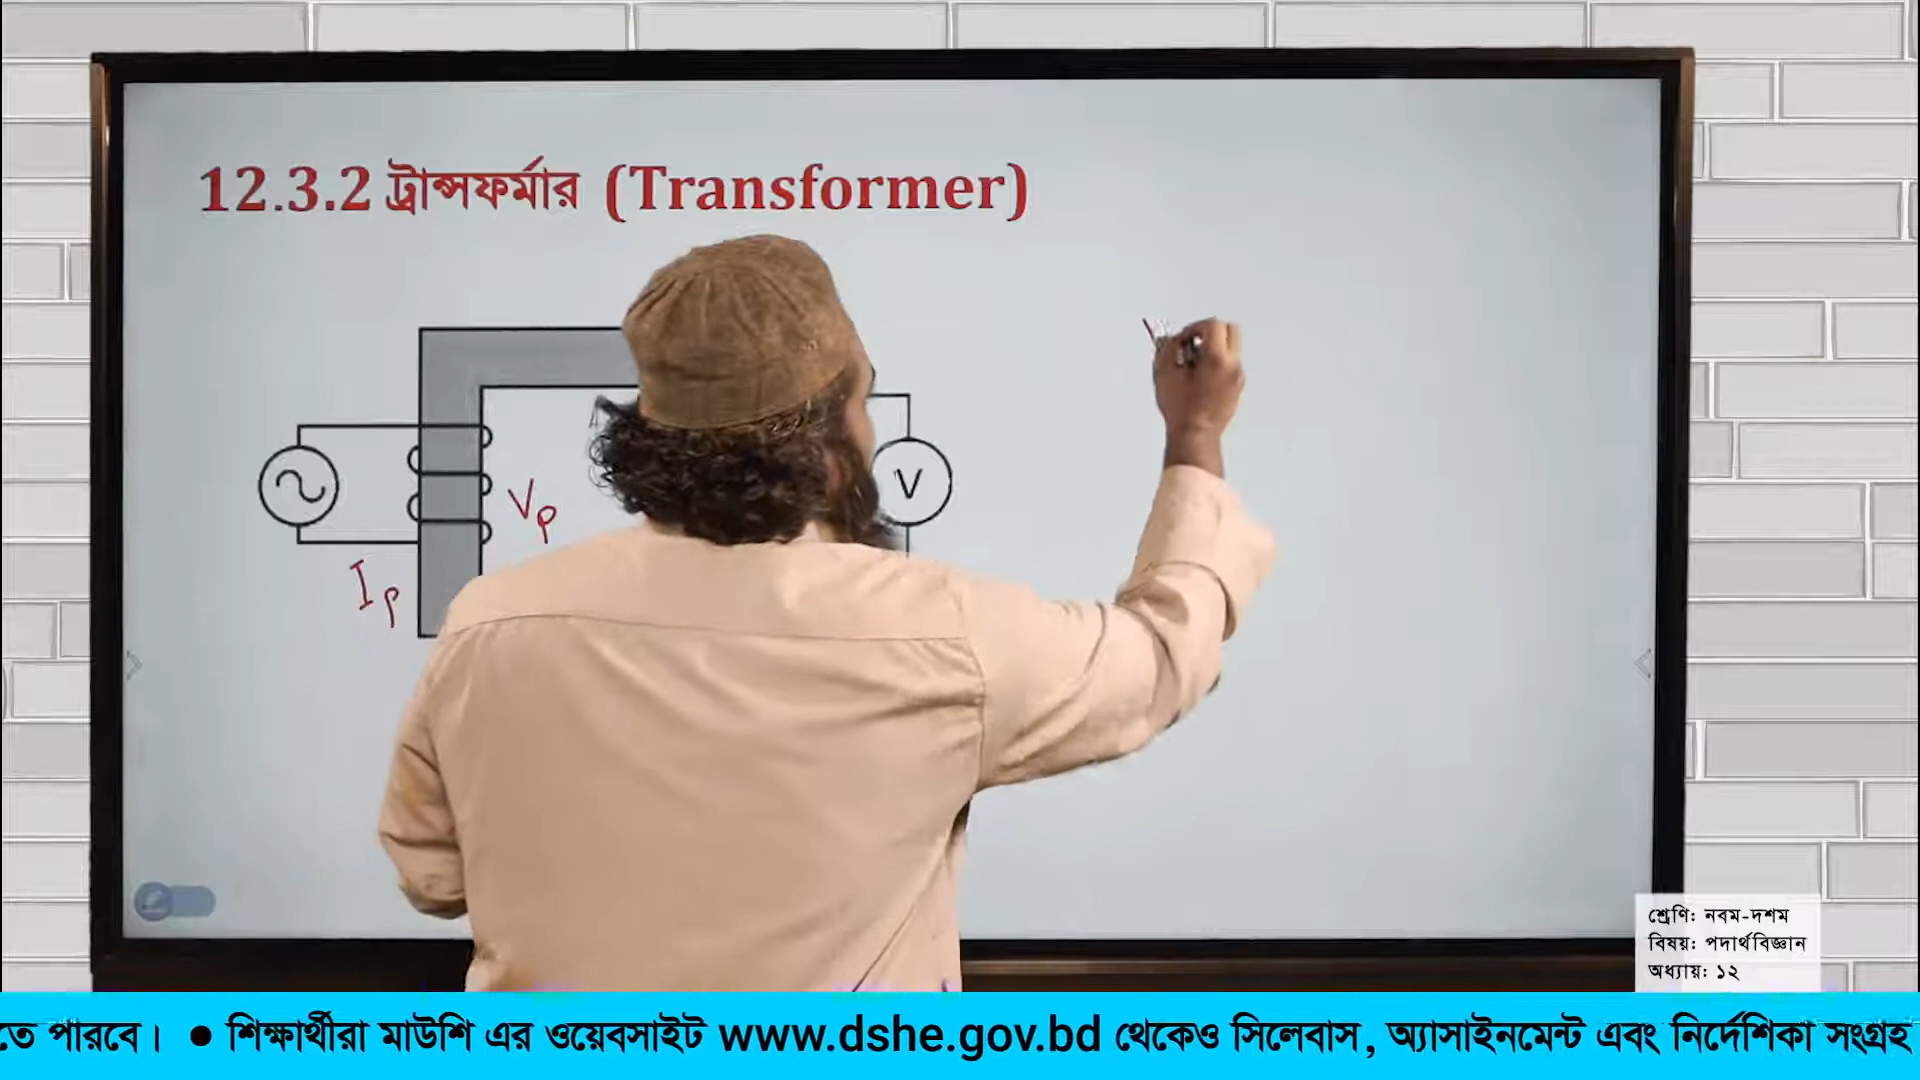 12.3.2 ট্রান্সফর্মার (Transformer)
V
Vp
Ip
শ্রেণি: নবম-দশম
বিষয়: পদার্থবিজ্ঞান
অধ্যায়: ১২
তে পারবে। ● শিক্ষার্থীরা মাউশি এর ওয়েবসাইট www.dshe.gov.bd থেকেও সিলেবাস, অ্যাসাইনমেন্ট এবং নির্দেশিকা সংগ্রহ